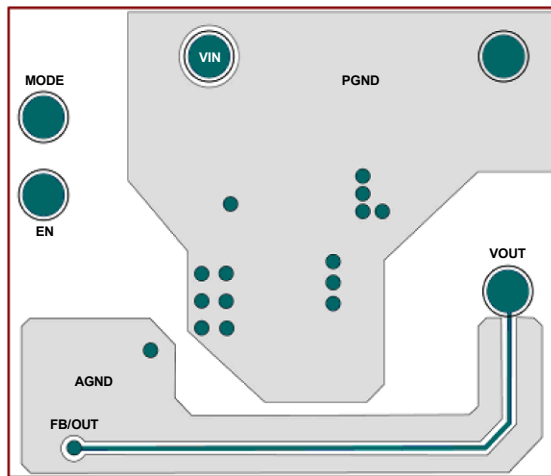 VIN
MODE
PGND
EN
VOUT
AGND
FB/OUT